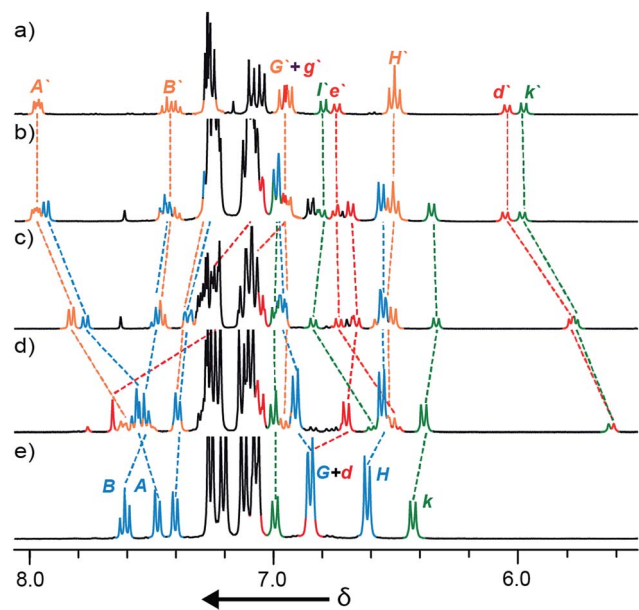 a)
A` B` G`+g` l` e` H` d` k`
b)
c)
d)
e)
B A G+d H k
8.0 7.0 6.0
δ